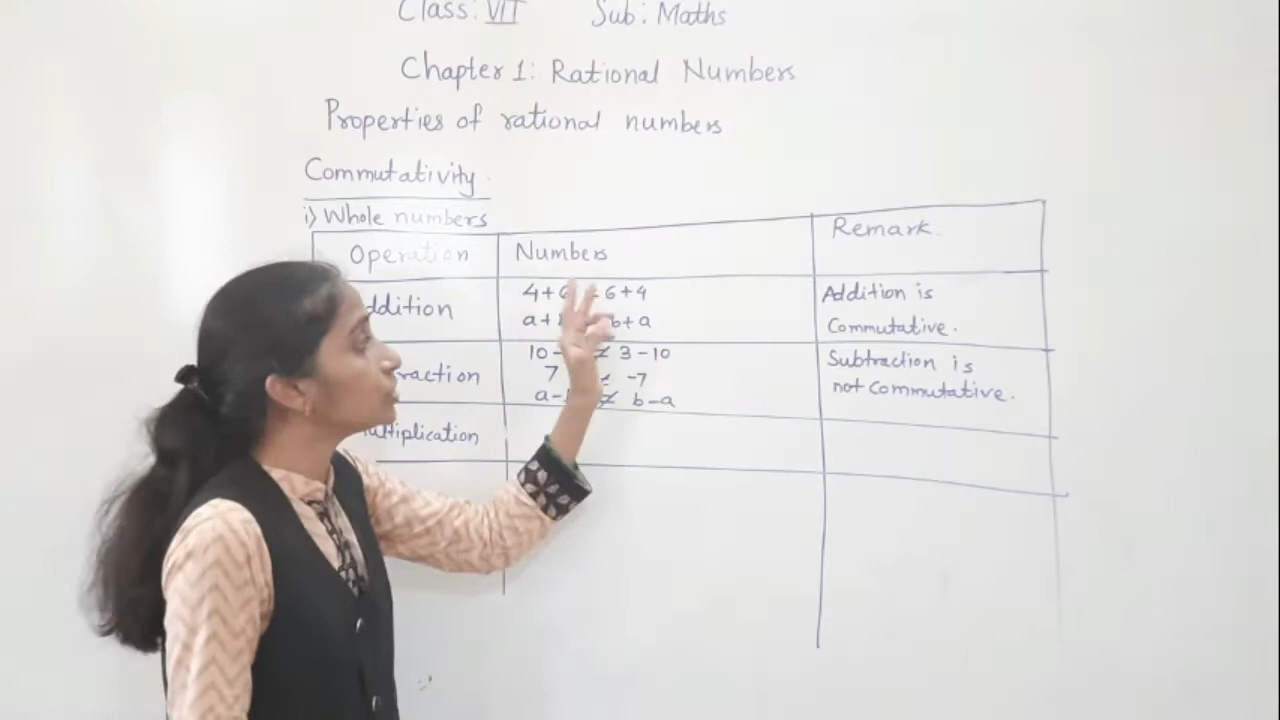 Class: VII Sub: Maths
Chapter 1: Rational Numbers
Properties of rational numbers
Commutativity
i) Whole numbers
Operation Numbers Remark
ddition 4+6 = 6+4 Addition is
a+ b+a Commutative.
raction 10- ≠ 3-10 Subtraction is
7 ≠ -7 not Commutative.
a- ≠ b-a
ultiplication